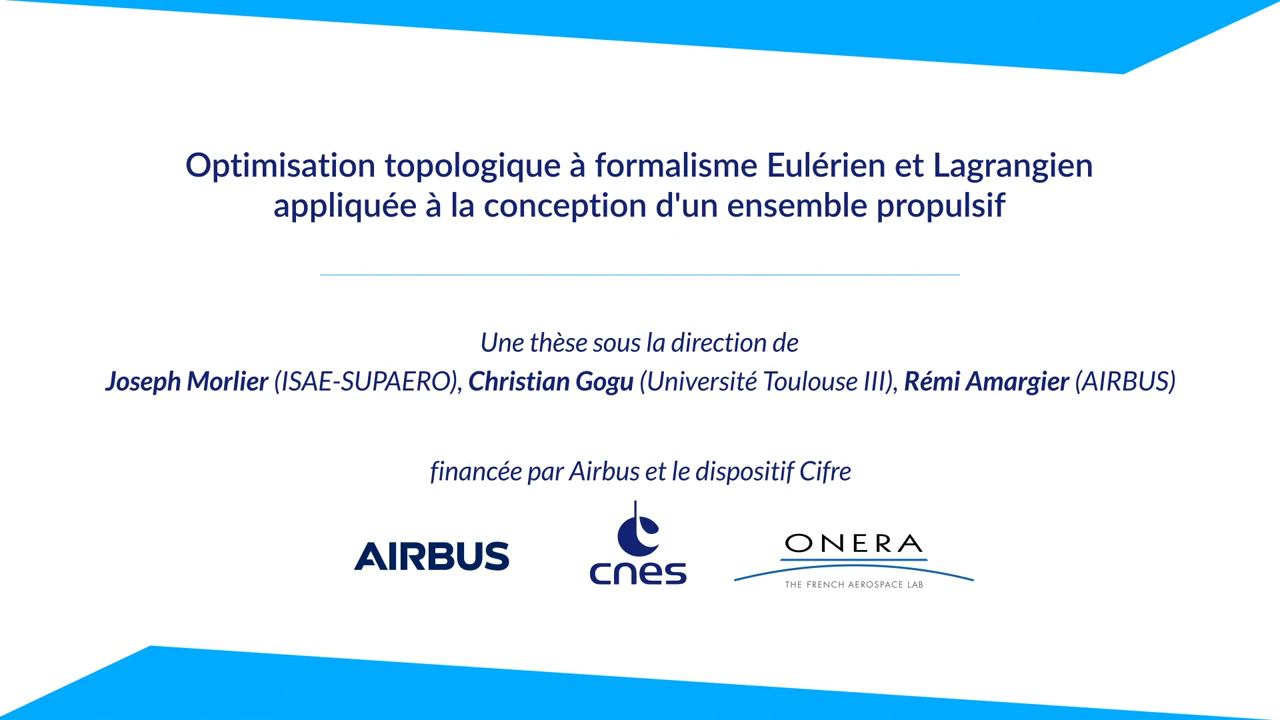 Optimisation topologique à formalisme Eulérien et Lagrangien
appliquée à la conception d'un ensemble propulsif
Une thèse sous la direction de
Joseph Morlier (ISAE-SUPAERO), Christian Gogu (Université Toulouse III), Rémi Amargier (AIRBUS)
financée par Airbus et le dispositif Cifre
AIRBUS
cnes
ONERA
THE FRENCH AEROSPACE LAB